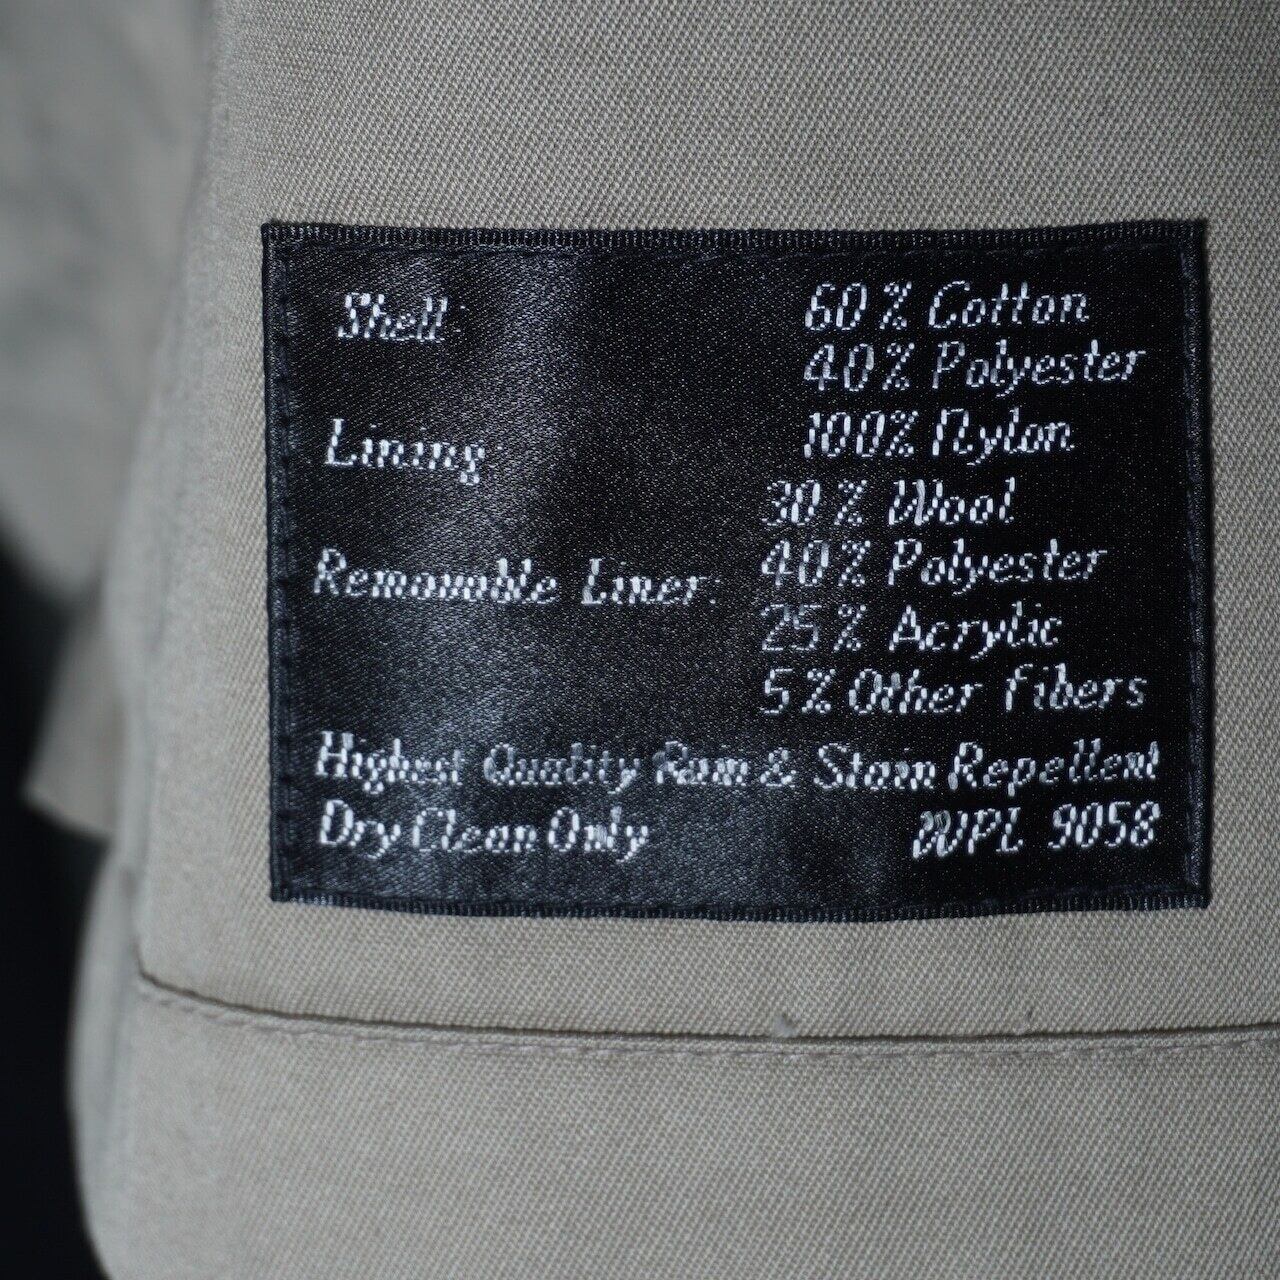 Shell: 60% Cotton
40% Polyester
Lining 100% Nylon
30% Wool
Removable Liner: 40% Polyester
25% Acrylic
5% Other fibers
Highest Quality Rain & Stain Repellent
Dry Clean Only WPL 9058